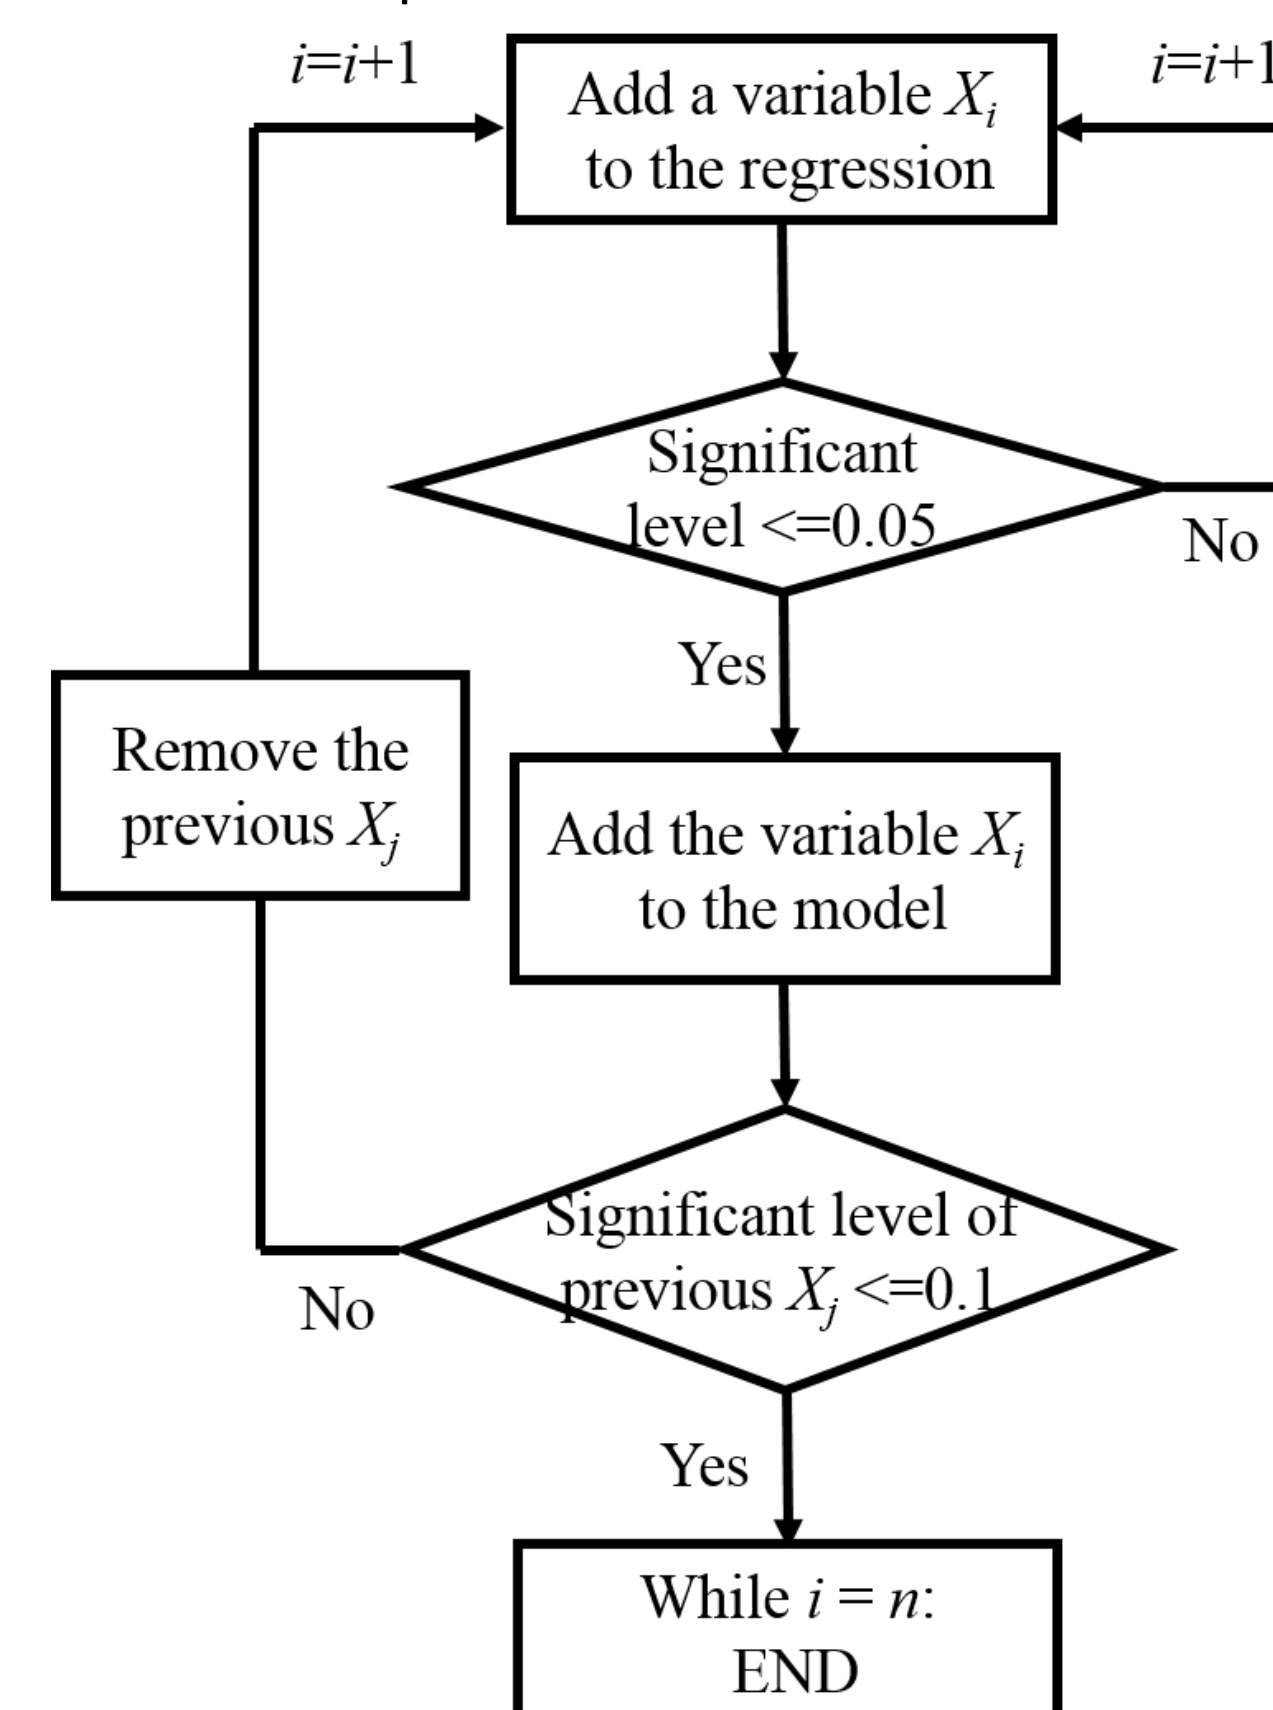 i=i+1
Add a variable Xi
to the regression
i=i+1
Significant
level <=0.05
No
Yes
Remove the
previous Xj
Add the variable Xi
to the model
Significant level of
previous Xj <=0.1
No
Yes
While i = n:
END